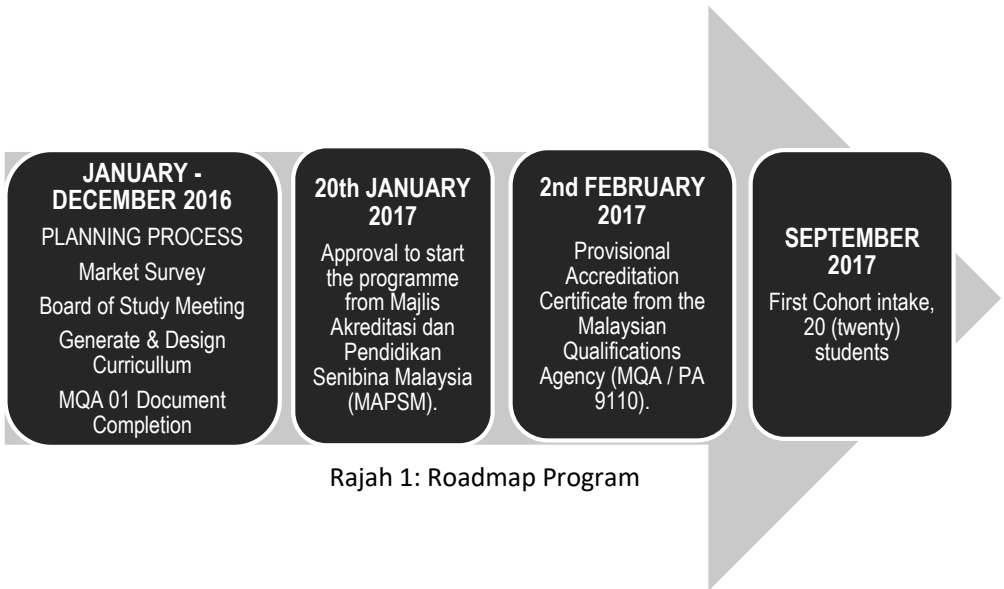 JANUARY -
DECEMBER 2016
PLANNING PROCESS
Market Survey
Board of Study Meeting
Generate & Design
Curricullum
MQA 01 Document
Completion
20th JANUARY
2017
Approval to start
the programme
from Majlis
Akreditasi dan
Pendidikan
Senibina Malaysia
(MAPSM).
2nd FEBRUARY
2017
Provisional
Accreditation
Certificate from the
Malaysian
Qualifications
Agency (MQA / PA
9110).
SEPTEMBER
2017
First Cohort intake,
20 (twenty)
students
Rajah 1: Roadmap Program